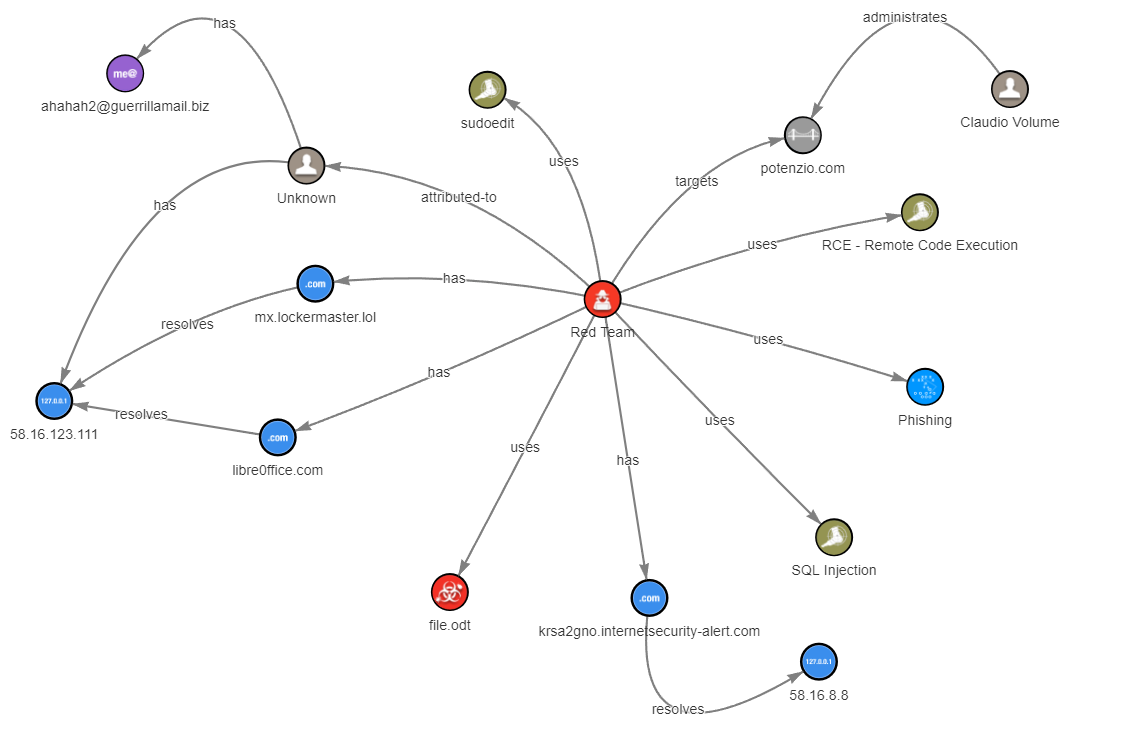 has
administrates
me@
ahahah2@guerrillamail.biz
sudoedit
Claudio Volume
potenzio.com
uses
targets
Unknown
attributed-to
has
uses
RCE - Remote Code Execution
.com
has
mx.lockermaster.lol
resolves
Red Team
uses
has
Phishing
127.0.0.1
58.16.123.111
resolves
.com
libre0ffice.com
uses
uses
has
SQL Injection
file.odt
.com
krsa2gno.internetsecurity-alert.com
127.0.0.1
58.16.8.8
resolves